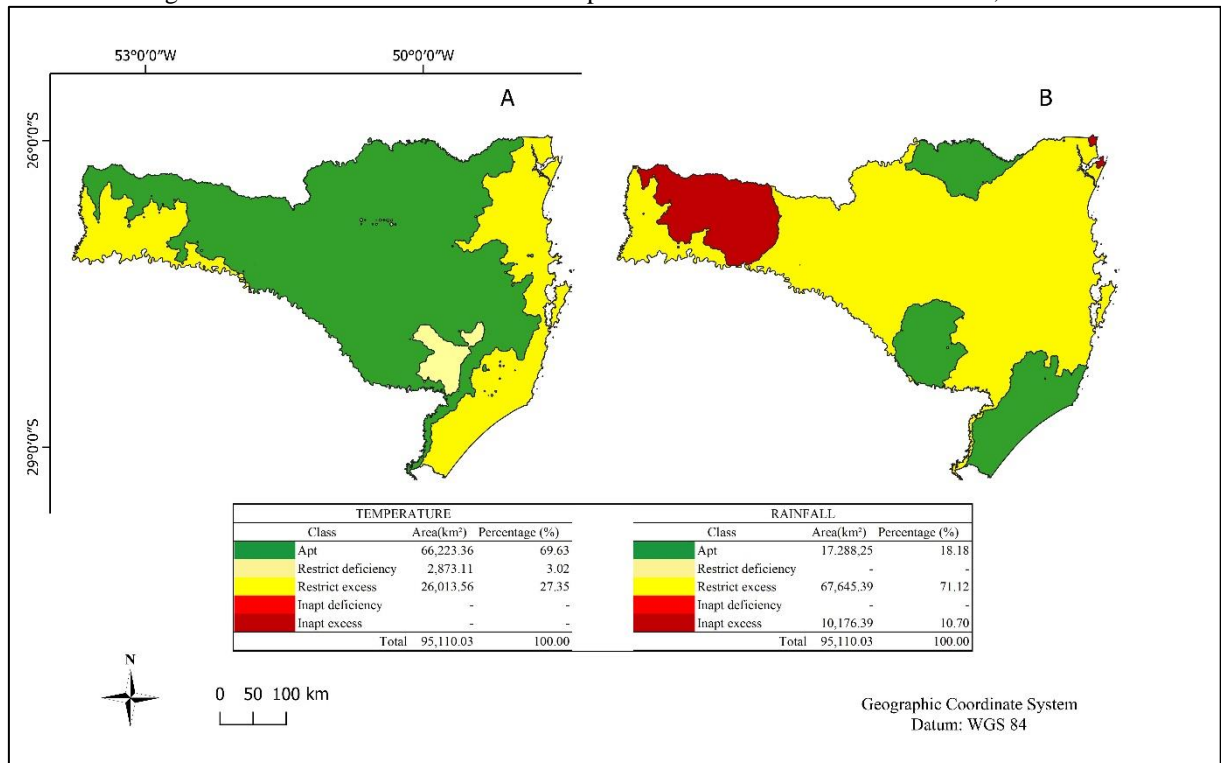 53°0'0"W 50°0'0"W
A B
26°0'0"S
29°0'0"S
TEMPERATURE
Class Area(km²) Percentage (%)
Apt 66,223.36 69.63
Restrict deficiency 2,873.11 3.02
Restrict excess 26,013.56 27.35
Inapt deficiency - -
Inapt excess - -
Total 95,110.03 100.00
RAINFALL
Class Area(km²) Percentage (%)
Apt 17.288,25 18.18
Restrict deficiency - -
Restrict excess 67,645.39 71.12
Inapt deficiency - -
Inapt excess 10,176.39 10.70
Total 95,110.03 100.00
N
0 50 100 km
Geographic Coordinate System
Datum: WGS 84